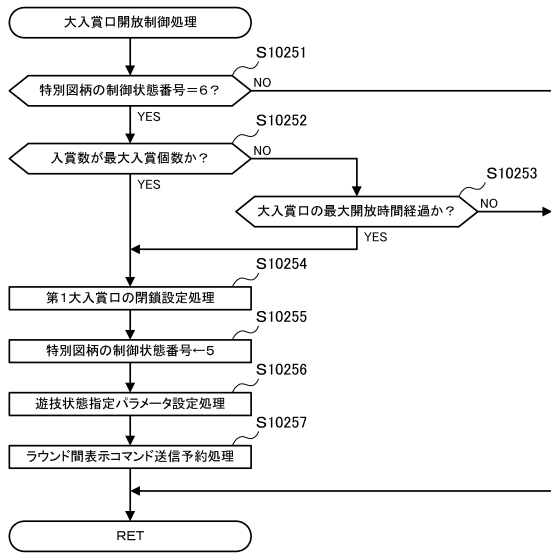 大入賞口開放制御処理
S10251
特別図柄の制御状態番号＝6？
NO
YES
S10252
入賞数が最大入賞個数か？
NO
YES
S10253
大入賞口の最大開放時間経過か？
NO
YES
S10254
第1大入賞口の閉鎖設定処理
S10255
特別図柄の制御状態番号←5
S10256
遊技状態指定パラメータ設定処理
S10257
ラウンド間表示コマンド送信予約処理
RET